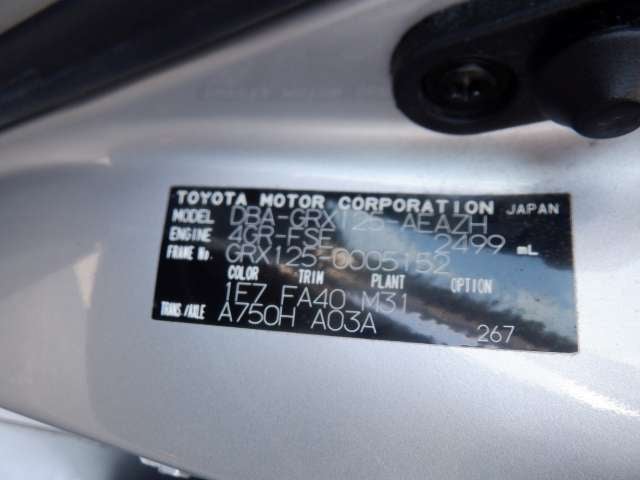 TOYOTA MOTOR CORPORATION JAPAN
MODEL DBA-GRX125-AEAZH
ENGINE 4GR-FSE 2499 mL
FRAME No. GRX125-0005152
COLOR TRIM PLANT OPTION
1E7 FA40 M31
TRANS/AXLE A750H A03A
267